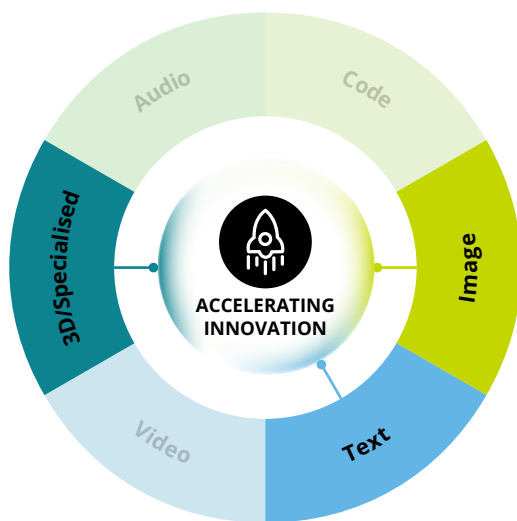 Audio
Code
3D/Specialised
Image
ACCELERATING
INNOVATION
Video
Text